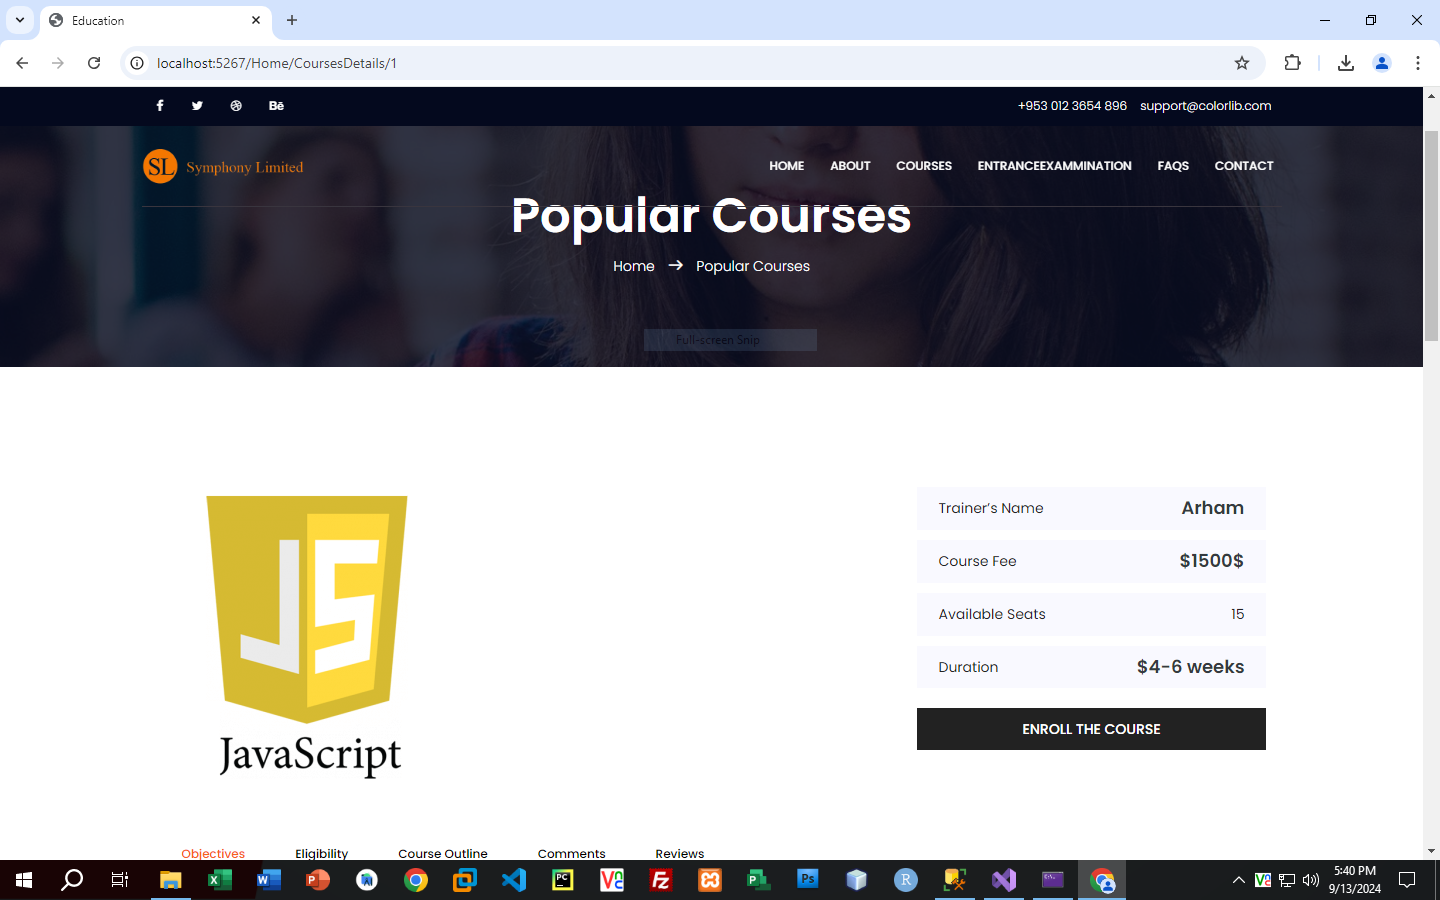 Education
localhost:5267/Home/CoursesDetails/1
+953 012 3654 896 support@colorlib.com
SL Symphony Limited
HOME ABOUT COURSES ENTRANCEEXAMMINATION FAQS CONTACT
Popular Courses
Home → Popular Courses
Full-screen Snip
Trainer’s Name Arham
Course Fee $1500$
Available Seats 15
Duration $4-6 weeks
ENROLL THE COURSE
JS
JavaScript
Objectives Eligibility Course Outline Comments Reviews
5:40 PM
9/13/2024